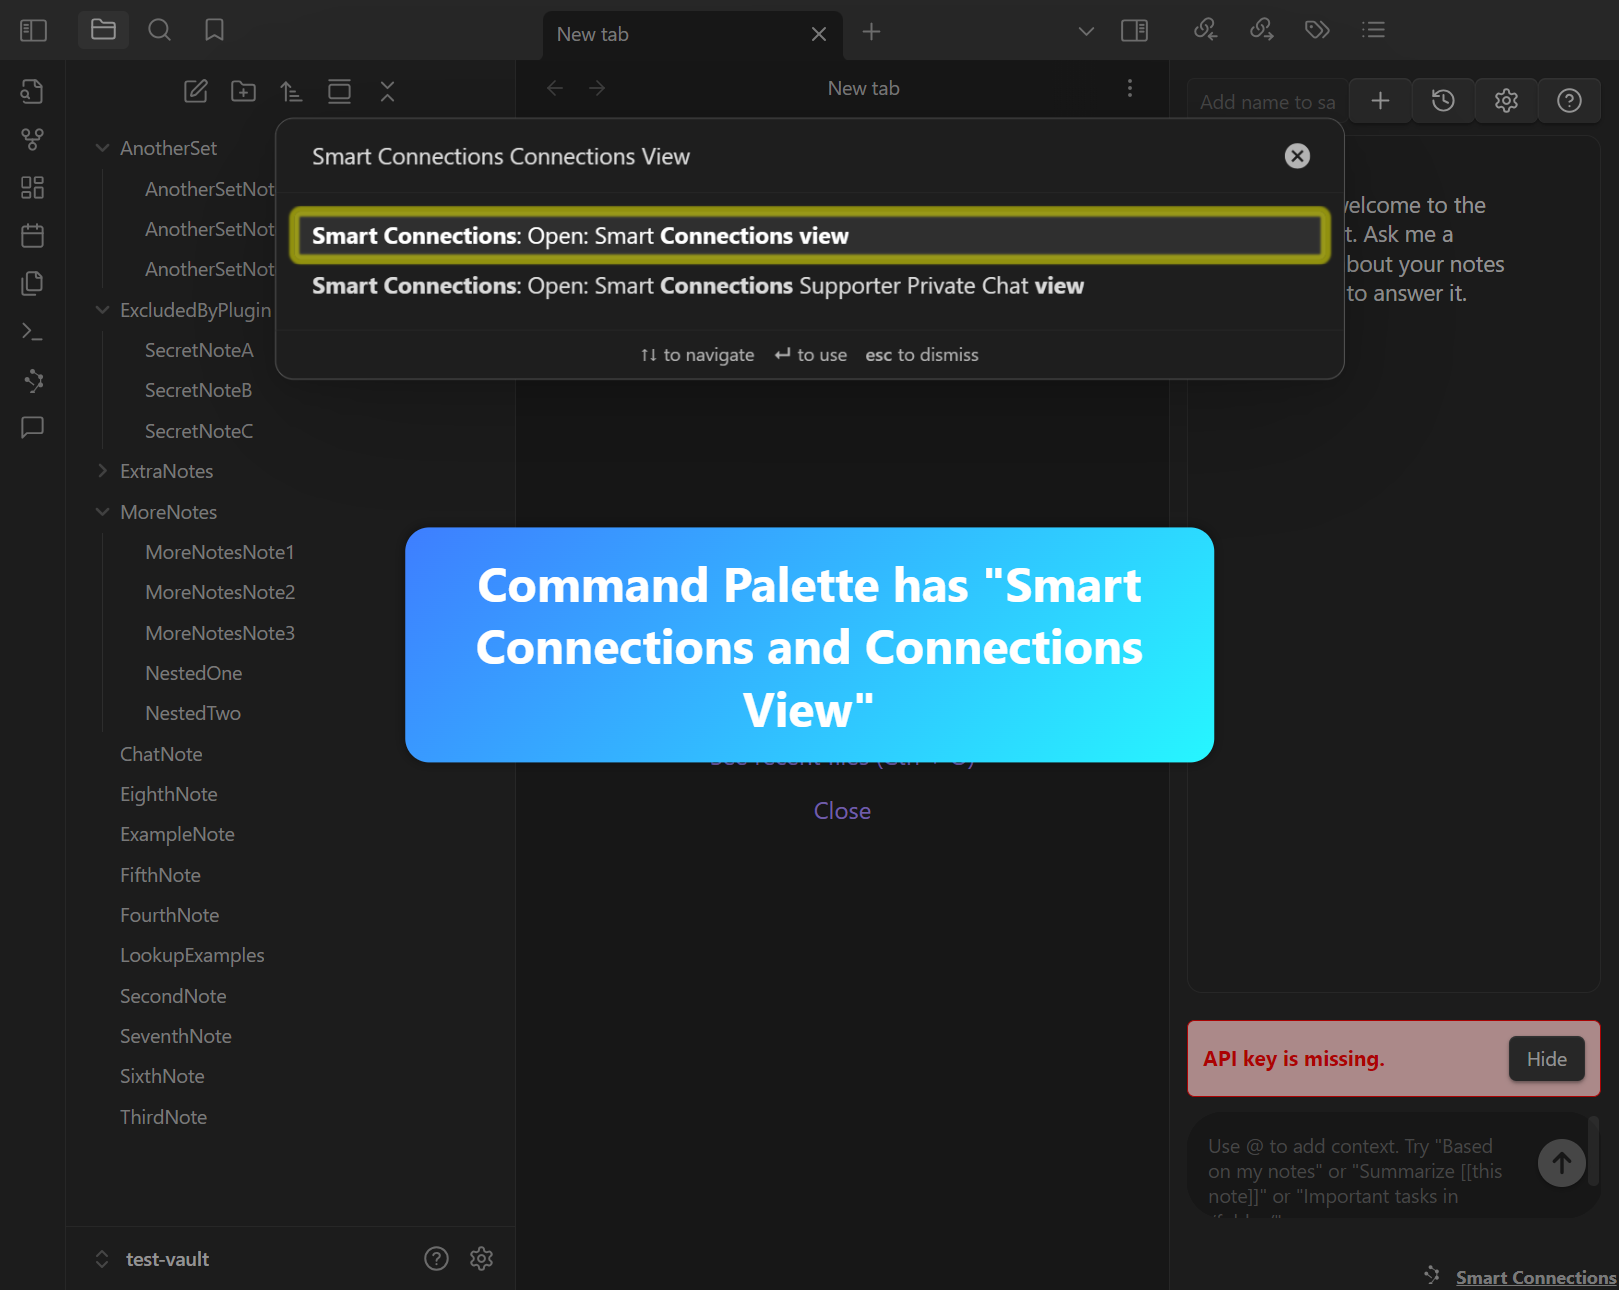 New tab
New tab
Add name to sa
AnotherSet
AnotherSetNot
AnotherSetNot
AnotherSetNot
ExcludedByPlugin
SecretNoteA
SecretNoteB
SecretNoteC
ExtraNotes
MoreNotes
MoreNotesNote1
MoreNotesNote2
MoreNotesNote3
NestedOne
NestedTwo
ChatNote
EighthNote
ExampleNote
FifthNote
FourthNote
LookupExamples
SecondNote
SeventhNote
SixthNote
ThirdNote
test-vault
Smart Connections Connections View
Smart Connections: Open: Smart Connections view
Smart Connections: Open: Smart Connections Supporter Private Chat view
↑↓ to navigate ↵ to use esc to dismiss
Command Palette has "Smart
Connections and Connections
View"
Close
elcome to the
t. Ask me a
bout your notes
to answer it.
API key is missing.
Hide
Use @ to add context. Try "Based
on my notes" or "Summarize [[this
note]]" or "Important tasks in
Smart Connections